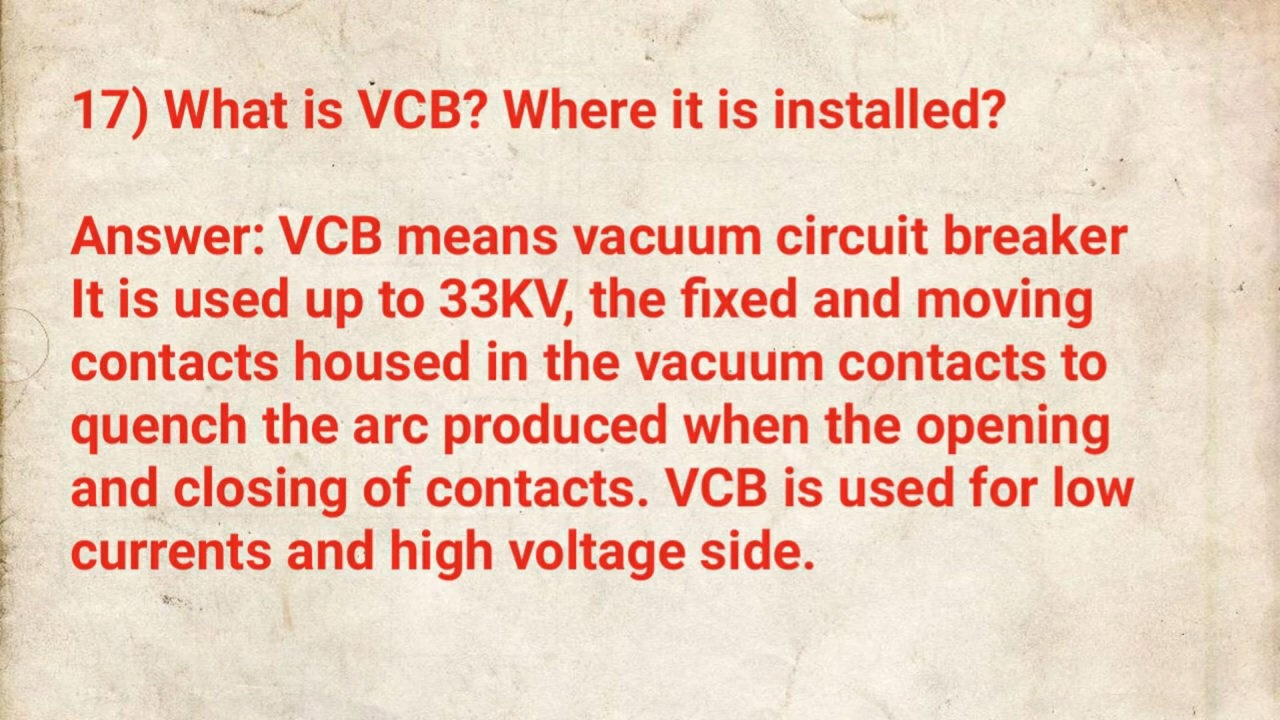 17) What is VCB? Where it is installed?
Answer: VCB means vacuum circuit breaker
It is used up to 33KV, the fixed and moving
contacts housed in the vacuum contacts to
quench the arc produced when the opening
and closing of contacts. VCB is used for low
currents and high voltage side.